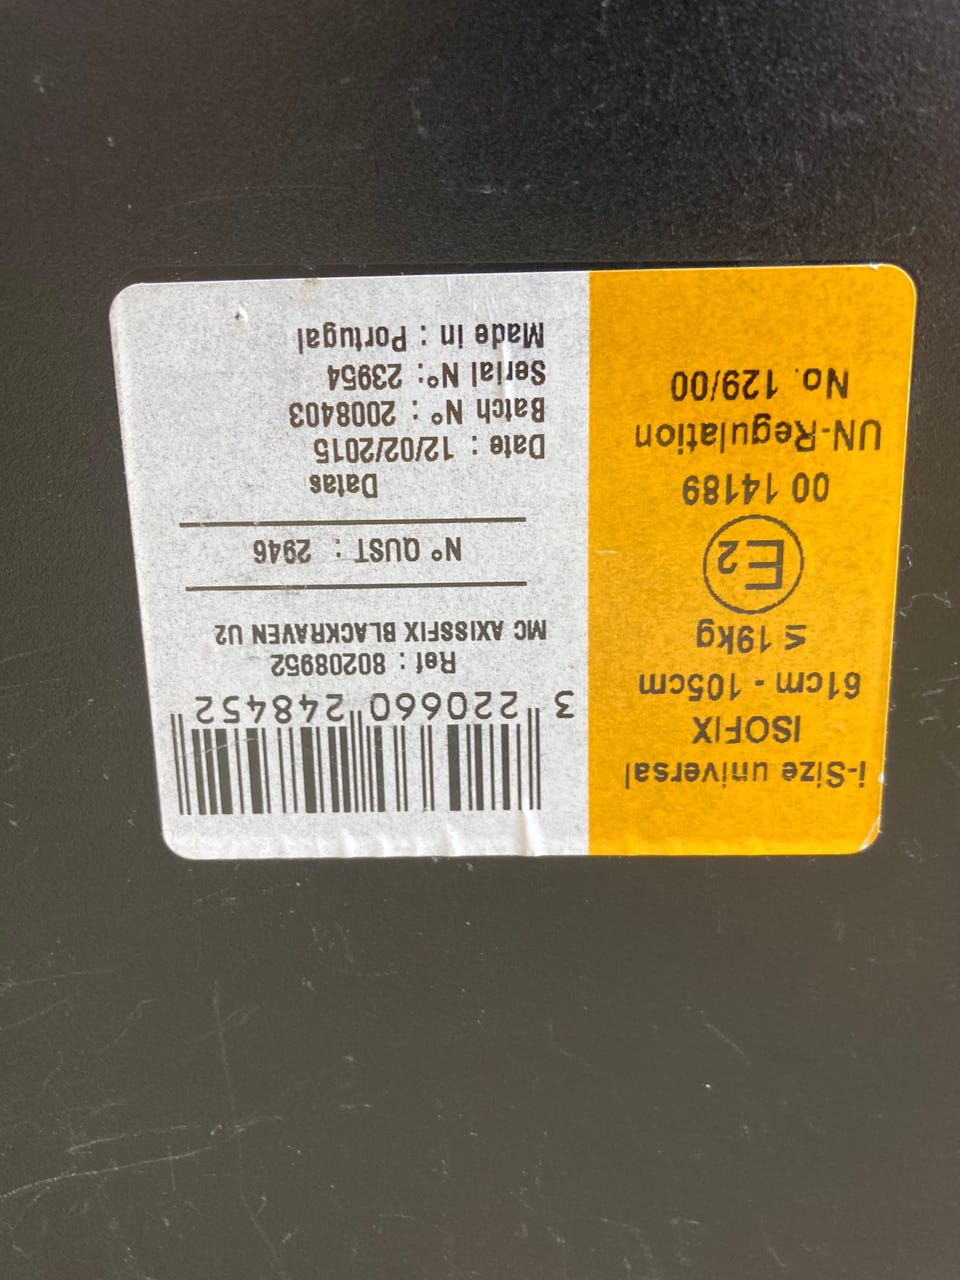 i-Size universal
ISOFIX
61cm - 105cm
≤ 19kg
E2
00 14189
UN-Regulation
No. 129/00
3 220660 248452
Ref : 80208952
MC AXISSFIX BLACKRAVEN U2
N° QUST : 2946
Datas
Date : 12/02/2015
Batch N° : 2008403
Serial N°: 23954
Made in : Portugal